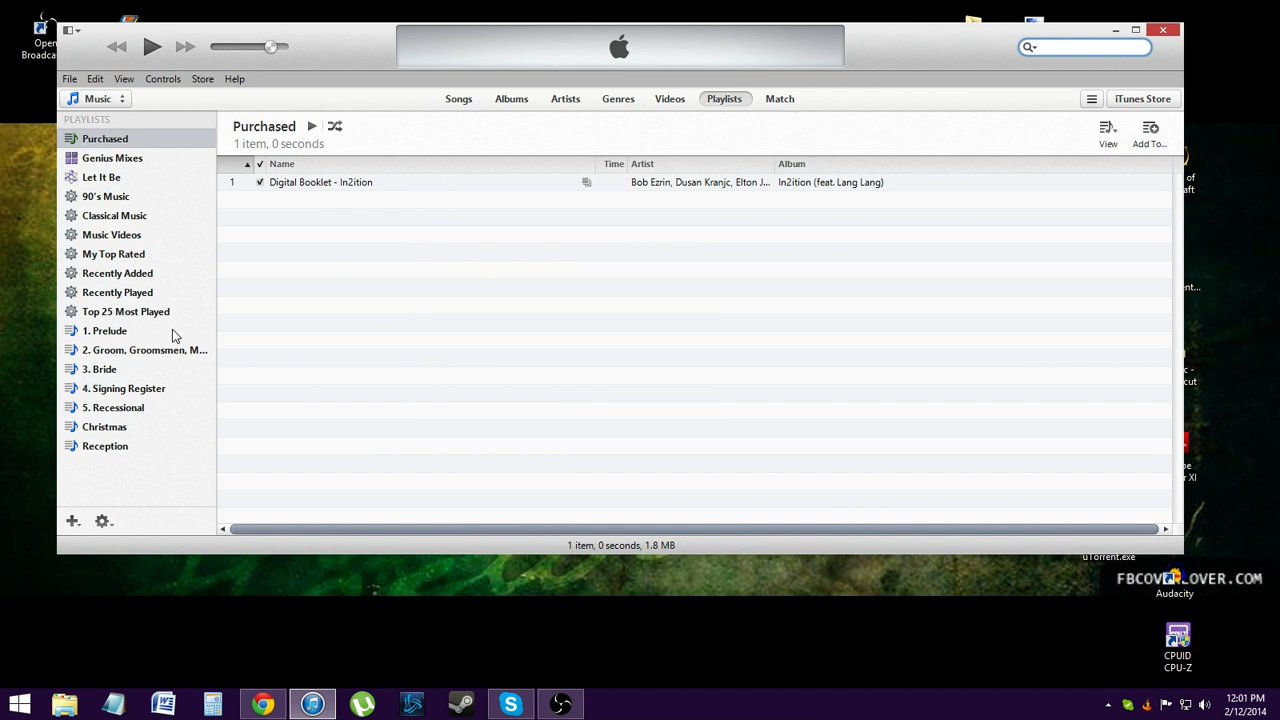 Open
Broadca...
File Edit View Controls Store Help
Music
Songs Albums Artists Genres Videos Playlists Match
iTunes Store
PLAYLISTS
Purchased
Genius Mixes
Let It Be
90's Music
Classical Music
Music Videos
My Top Rated
Recently Added
Recently Played
Top 25 Most Played
1. Prelude
2. Groom, Groomsmen, M...
3. Bride
4. Signing Register
5. Recessional
Christmas
Reception
Purchased
1 item, 0 seconds
View Add To...
Name Time Artist Album
1 Digital Booklet - In2ition Bob Ezrin, Dusan Kranjc, Elton J... In2ition (feat. Lang Lang)
1 item, 0 seconds, 1.8 MB
of
uTorrent.exe
Audacity
CPUID
CPU-Z
12:01 PM
2/12/2014